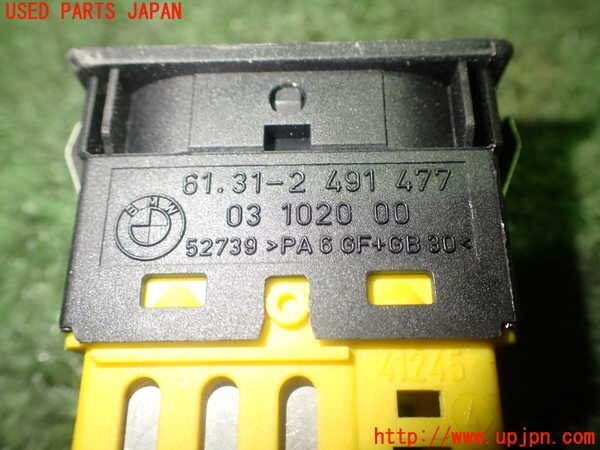 USED PARTS JAPAN
BMW
61.31-2 491 477
03 1020 00
52739 >PA 6 GF+GB 30<
41245
http://www.upjpn.com